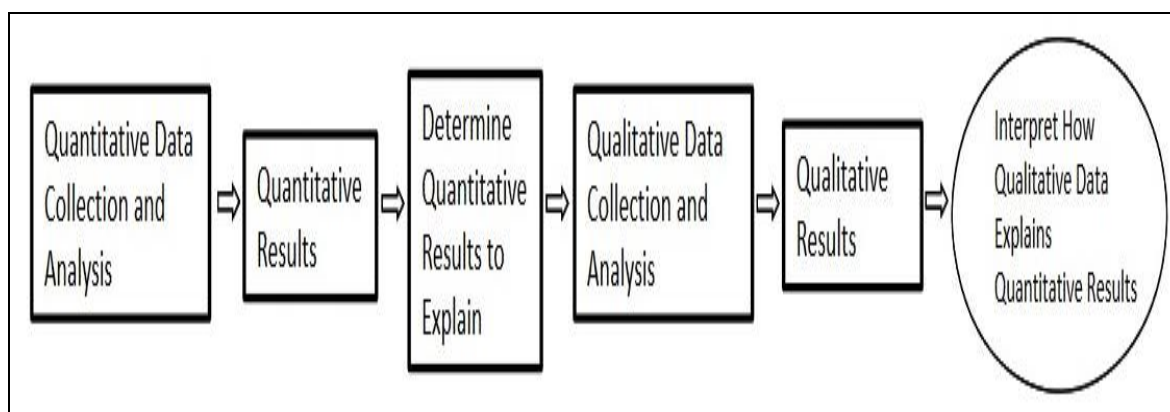 Quantitative Data
Collection and
Analysis
Quantitative
Results
Determine
Quantitative
Results to
Explain
Qualitative Data
Collection and
Analysis
Qualitative
Results
Interpret How
Qualitative Data
Explains
Quantitative Results